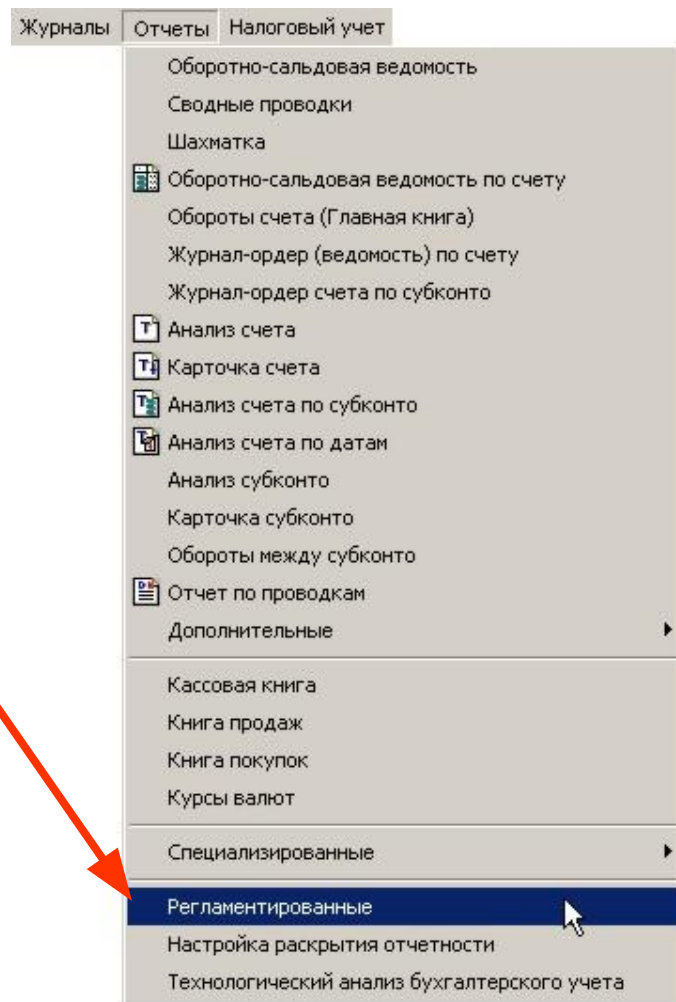 Журналы Отчеты Налоговый учет
Оборотно-сальдовая ведомость
Сводные проводки
Шахматка
Оборотно-сальдовая ведомость по счету
Обороты счета (Главная книга)
Журнал-ордер (ведомость) по счету
Журнал-ордер счета по субконто
Анализ счета
Карточка счета
Анализ счета по субконто
Анализ счета по датам
Анализ субконто
Карточка субконто
Обороты между субконто
Отчет по проводкам
Дополнительные
Кассовая книга
Книга продаж
Книга покупок
Курсы валют
Специализированные
Регламентированные
Настройка раскрытия отчетности
Технологический анализ бухгалтерского учета